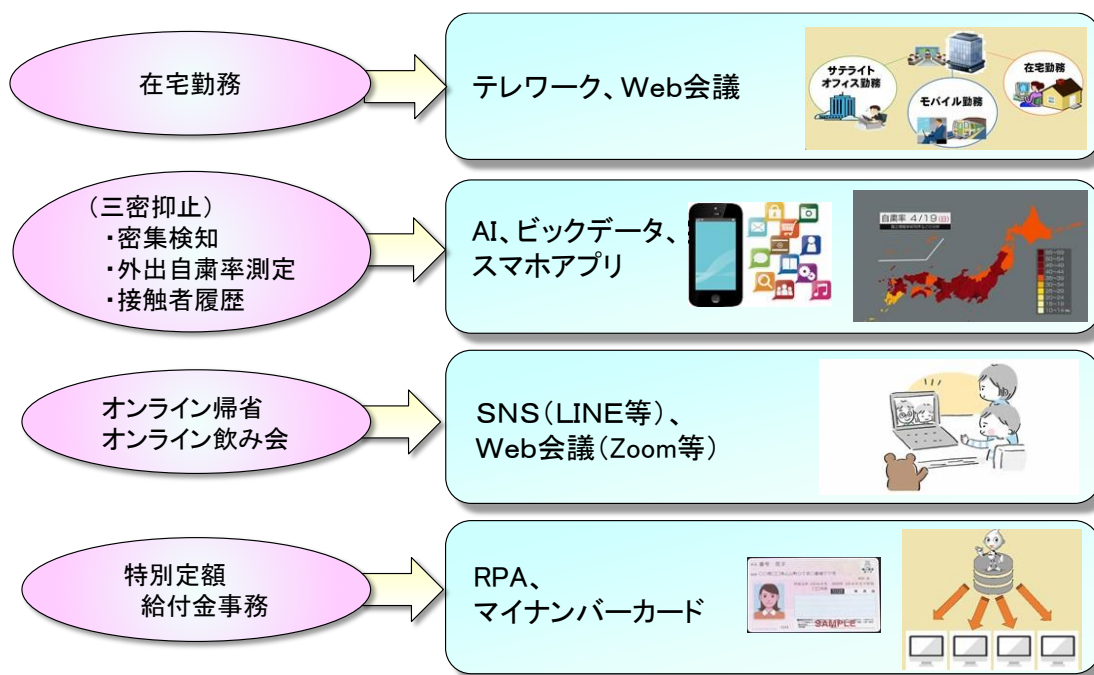 在宅勤務
テレワーク、Web会議
サテライト
オフィス勤務
モバイル勤務
在宅勤務
(三密抑止)
・密集検知
・外出自粛率測定
・接触者履歴
AI、ビックデータ、
スマホアプリ
自粛率 4/19(日)
オンライン帰省
オンライン飲み会
SNS(LINE等)、
Web会議(Zoom等)
特別定額
給付金事務
RPA、
マイナンバーカード
SAMPLE